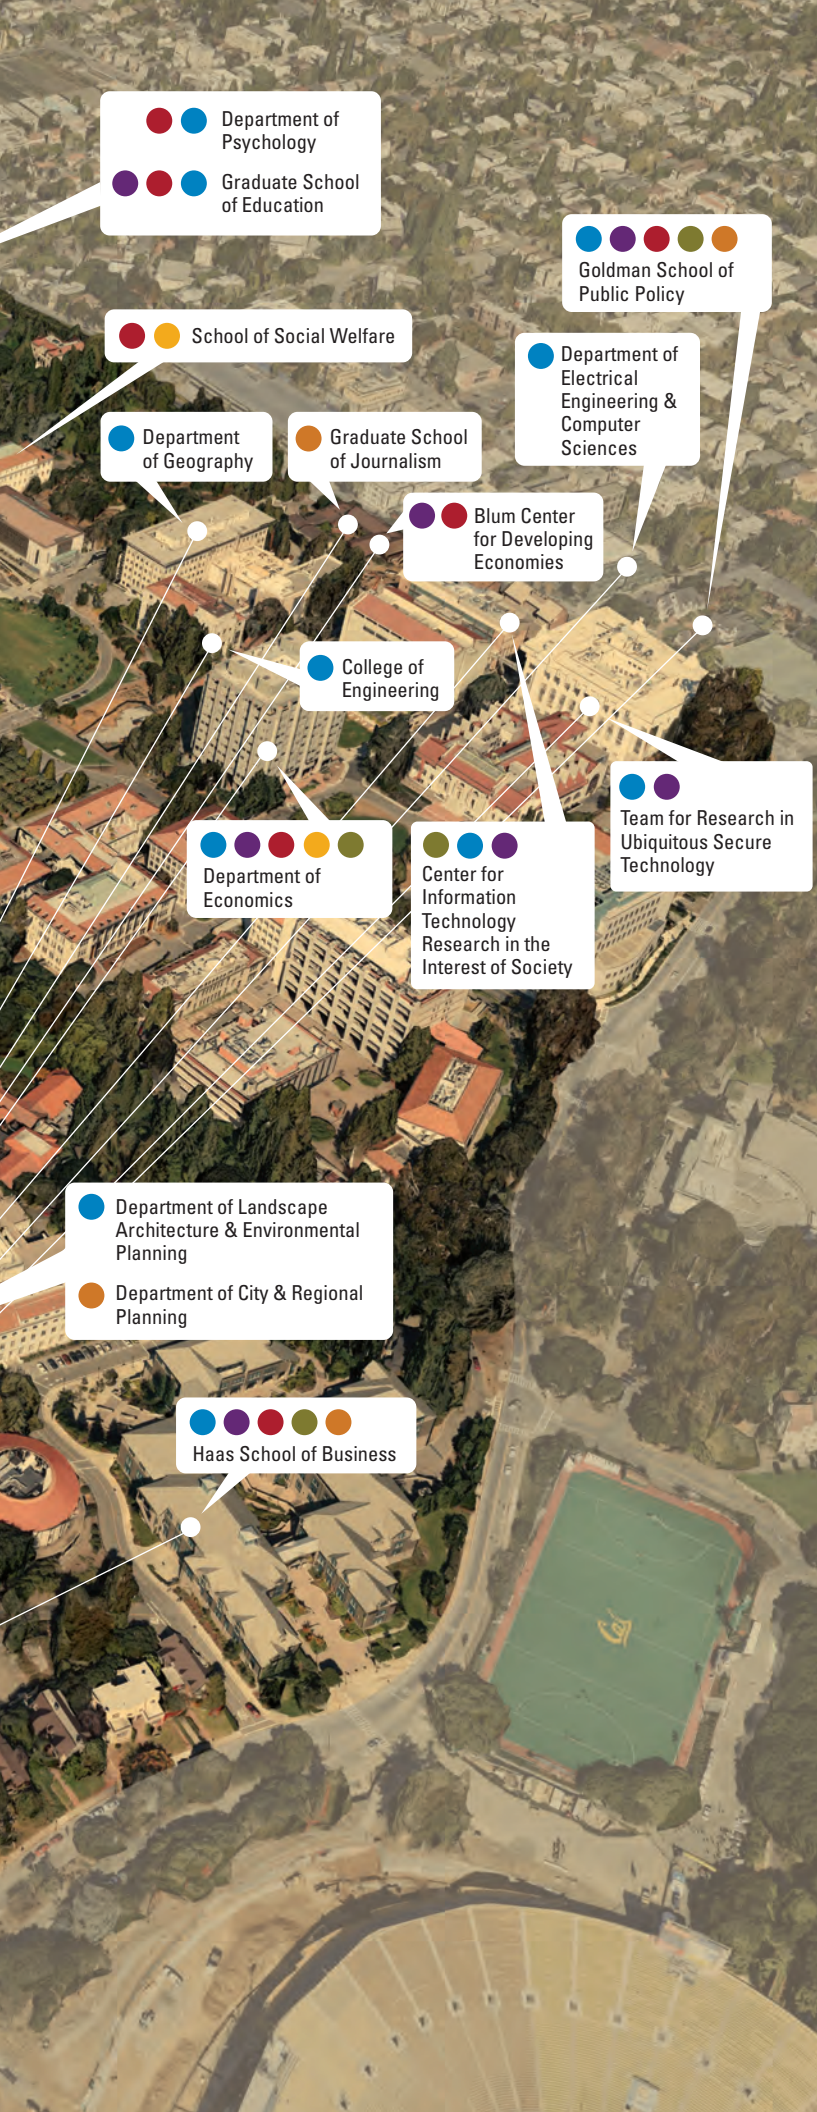 Department of
Psychology
Graduate School
of Education
Goldman School of
Public Policy
School of Social Welfare
Department of
Electrical
Engineering &
Computer
Sciences
Department
of Geography
Graduate School
of Journalism
Blum Center
for Developing
Economies
College of
Engineering
Team for Research in
Ubiquitous Secure
Technology
Department of
Economics
Center for
Information
Technology
Research in the
Interest of Society
Department of Landscape
Architecture & Environmental
Planning
Department of City & Regional
Planning
Haas School of Business
Cal